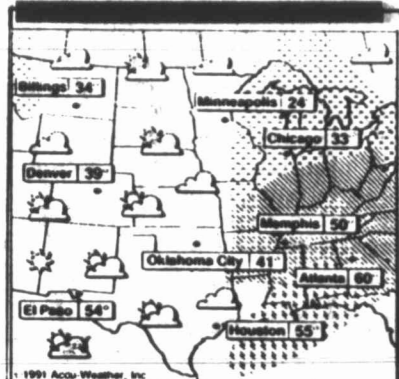 Billings 34°
Minneapolis 24°
Chicago 33°
Denver 39°
Memphis 50°
Oklahoma City 41°
Atlanta 60°
El Paso 54°
Houston 55°
1991 Accu-Weather, Inc